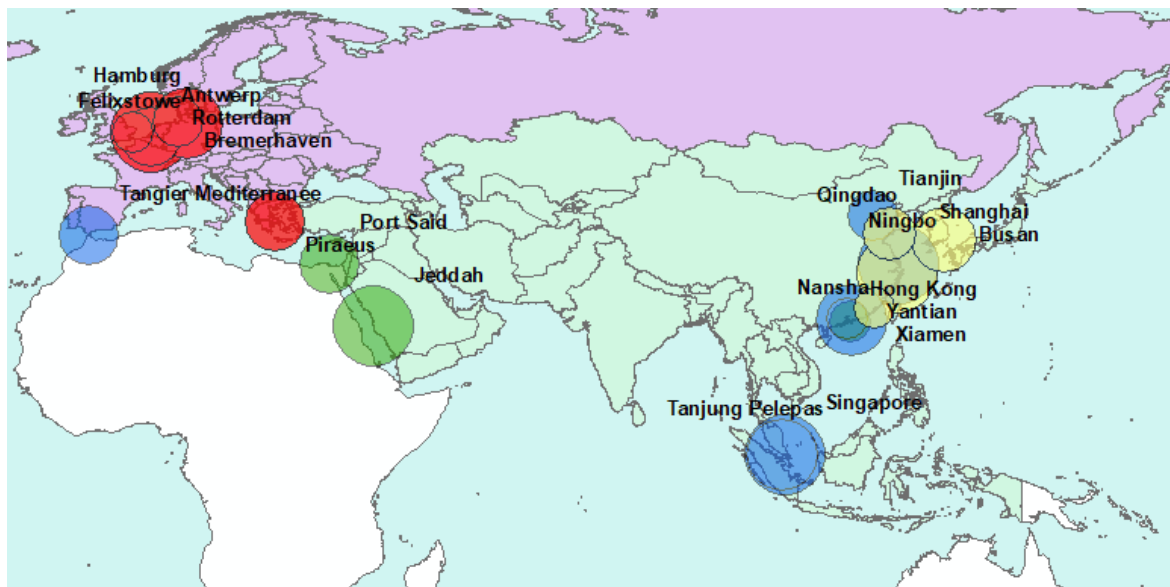 Hamburg
Felixstowe
Antwerp
Rotterdam
Bremerhaven
Tangier Mediterranee
Port Said
Piraeus
Jeddah
Tianjin
Qingdao
Shanghai
Ningbo
Busan
Nansha
Hong Kong
Yantian
Xiamen
Tanjung Pelepas
Singapore